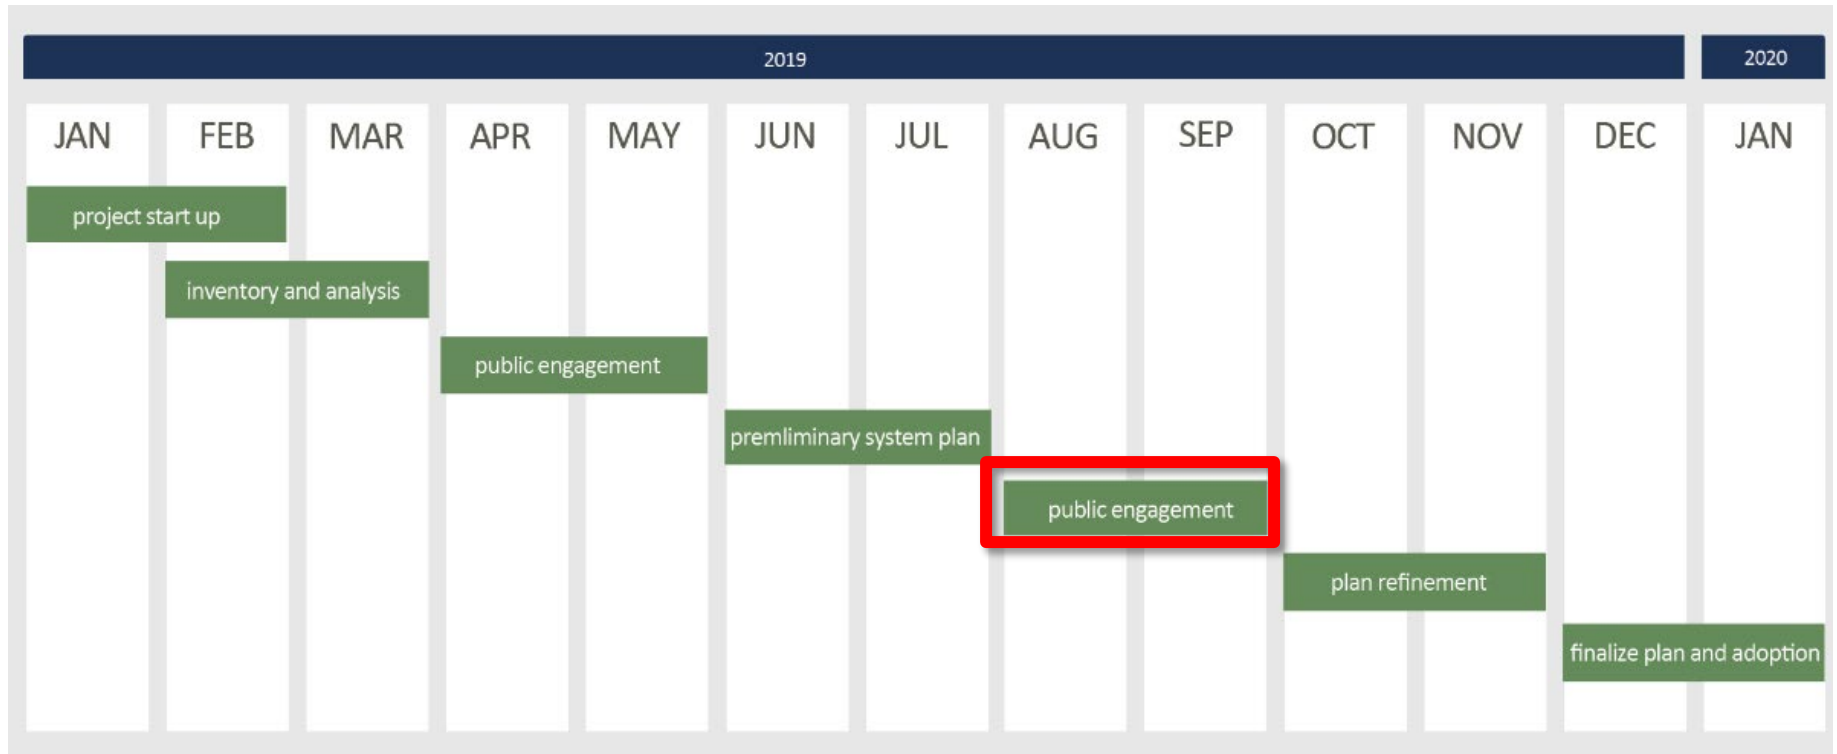 2019
2020
JAN
FEB
MAR
APR
MAY
JUN
JUL
AUG
SEP
OCT
NOV
DEC
JAN
project start up
inventory and analysis
public engagement
premliminary system plan
public engagement
plan refinement
finalize plan and adoption